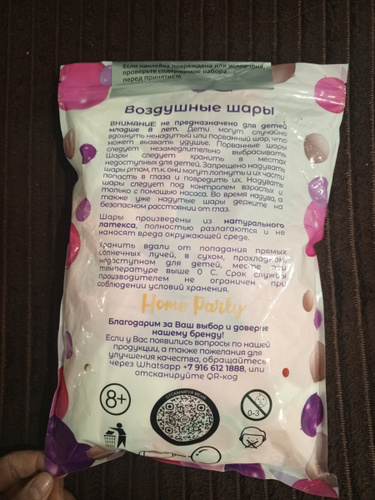 Если наклейка повреждена или испорчена,
проверьте содержимое набора
перед принятием.
Воздушные шары
ВНИМАНИЕ: не предназначено для детей
младше 8 лет. Дети могут случайно
вдохнуть ненадутый или порванный шар, что
может вызвать удушье. Порванные шары
следует незамедлительно выбрасывать.
Шары следует хранить в местах
недоступных для детей. Запрещено надувать
шары ртом, т.к. они могут лопнуть и их части
попасть в глаза и повредить их. Надувать
шары следует под контролем взрослых и
только с помощью насоса. Во время надува, а
также уже надутые шары держите на
безопасном расстоянии от глаз.
Шары произведены из натурального
латекса, полностью разлагаются и не
наносят вреда окружающей среде.
Хранить вдали от попадания прямых
солнечных лучей, в сухом, прохладном,
недоступном для детей, месте при
температуре выше 0 С. Срок службы
производителем не ограничен при
соблюдении условий хранения.
Home Party
Благодарим за Ваш выбор и доверие
нашему бренду!
Если у Вас появились вопросы по нашей
продукции, а также пожелания для
улучшения качества, обращайтесь
через Whatsapp +7 916 612 1888, или
отсканируйте QR-код
8+
ОТСКАНИРУЙ МЕНЯ
0-3